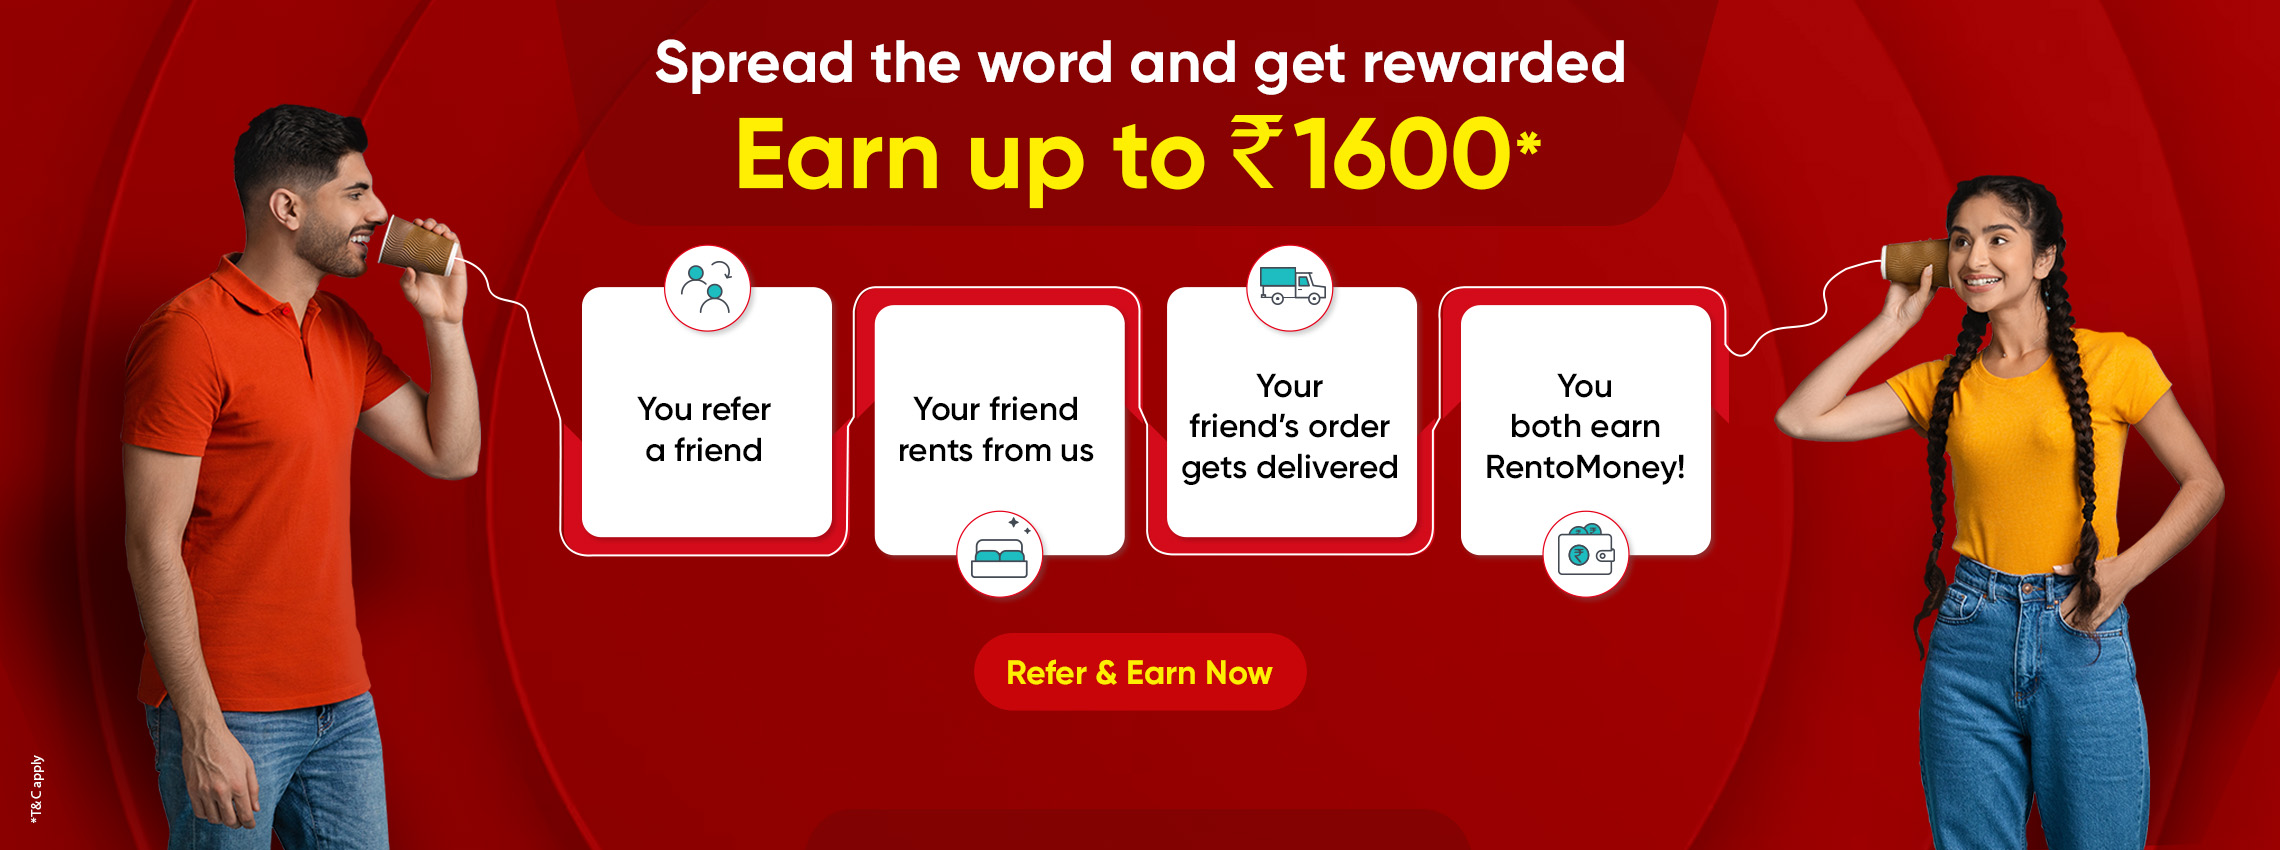 Spread the word and get rewarded
Earn up to ₹1600*
You refer
a friend
Your friend
rents from us
Your
friend's order
gets delivered
You
both earn
RentoMoney!
Refer & Earn Now
*T&C apply